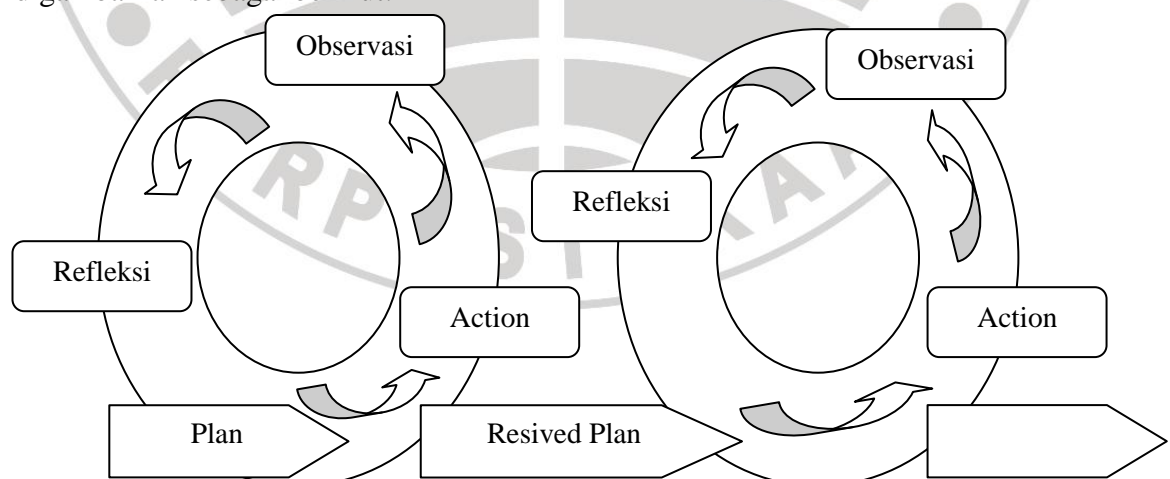 Observasi
Observasi
Refleksi
Refleksi
Action
Action
Plan
Resived Plan